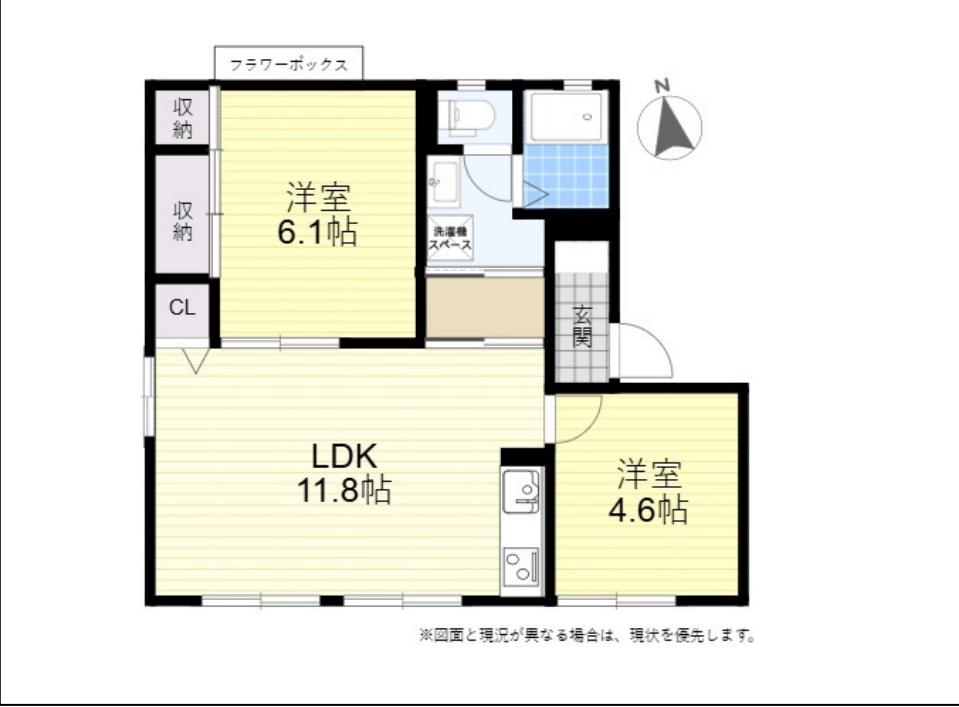 フラワーボックス
N
収
納
洋室
6.1帖
収
納
洗濯機
スペース
CL
玄
関
LDK
11.8帖
洋室
4.6帖
※図面と現況が異なる場合は、現状を優先します。